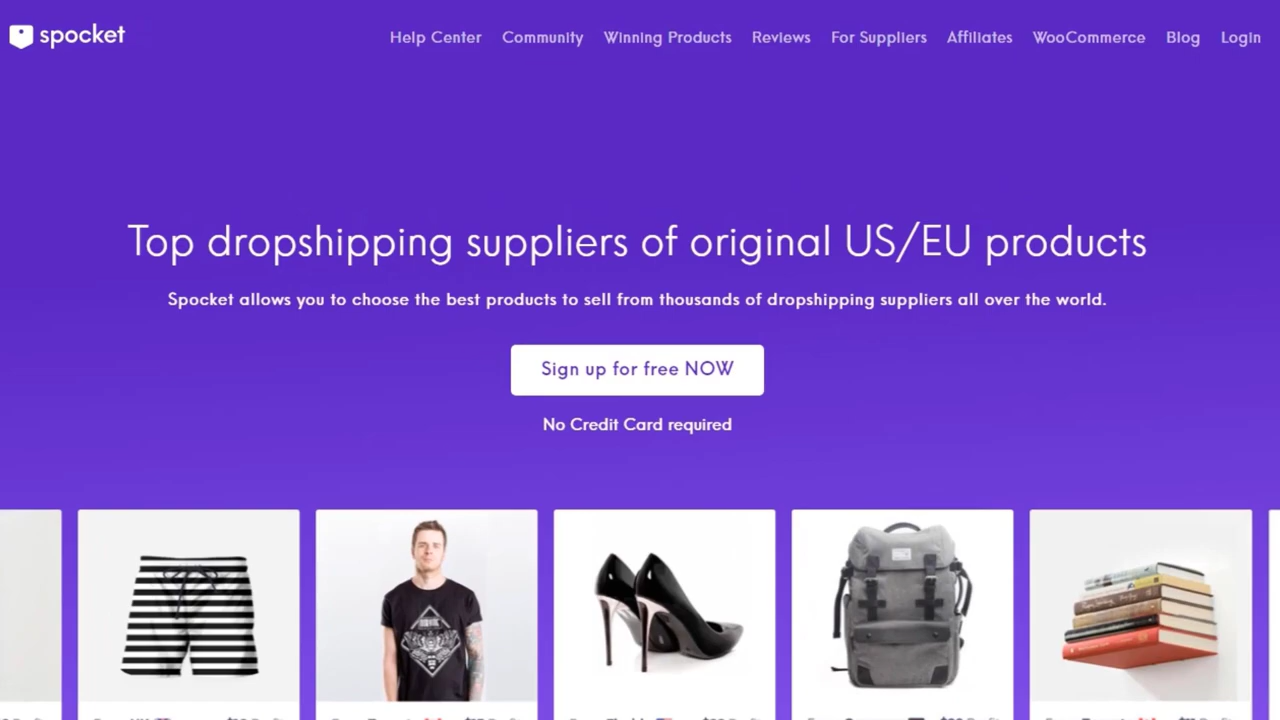 spocket
Help Center Community Winning Products Reviews For Suppliers Affiliates WooCommerce Blog Login
Top dropshipping suppliers of original US/EU products
Spocket allows you to choose the best products to sell from thousands of dropshipping suppliers all over the world.
Sign up for free NOW
No Credit Card required